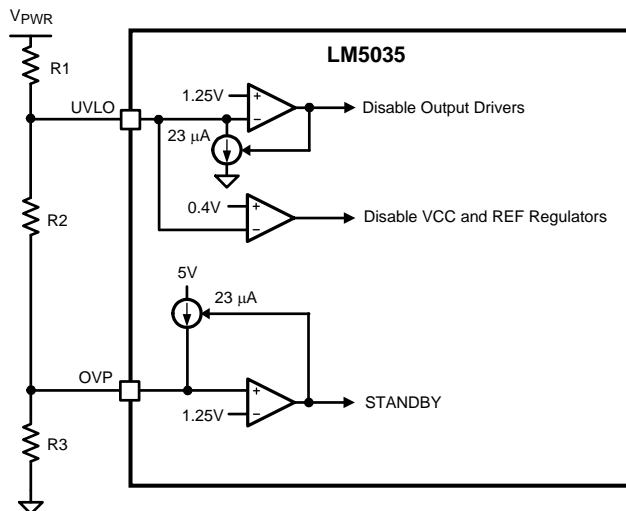 VPWR
LM5035
R1
1.25V
+
−
UVLO
Disable Output Drivers
23 μA
0.4V
+
−
Disable VCC and REF Regulators
R2
5V
23 μA
OVP
+
−
1.25V
STANDBY
R3